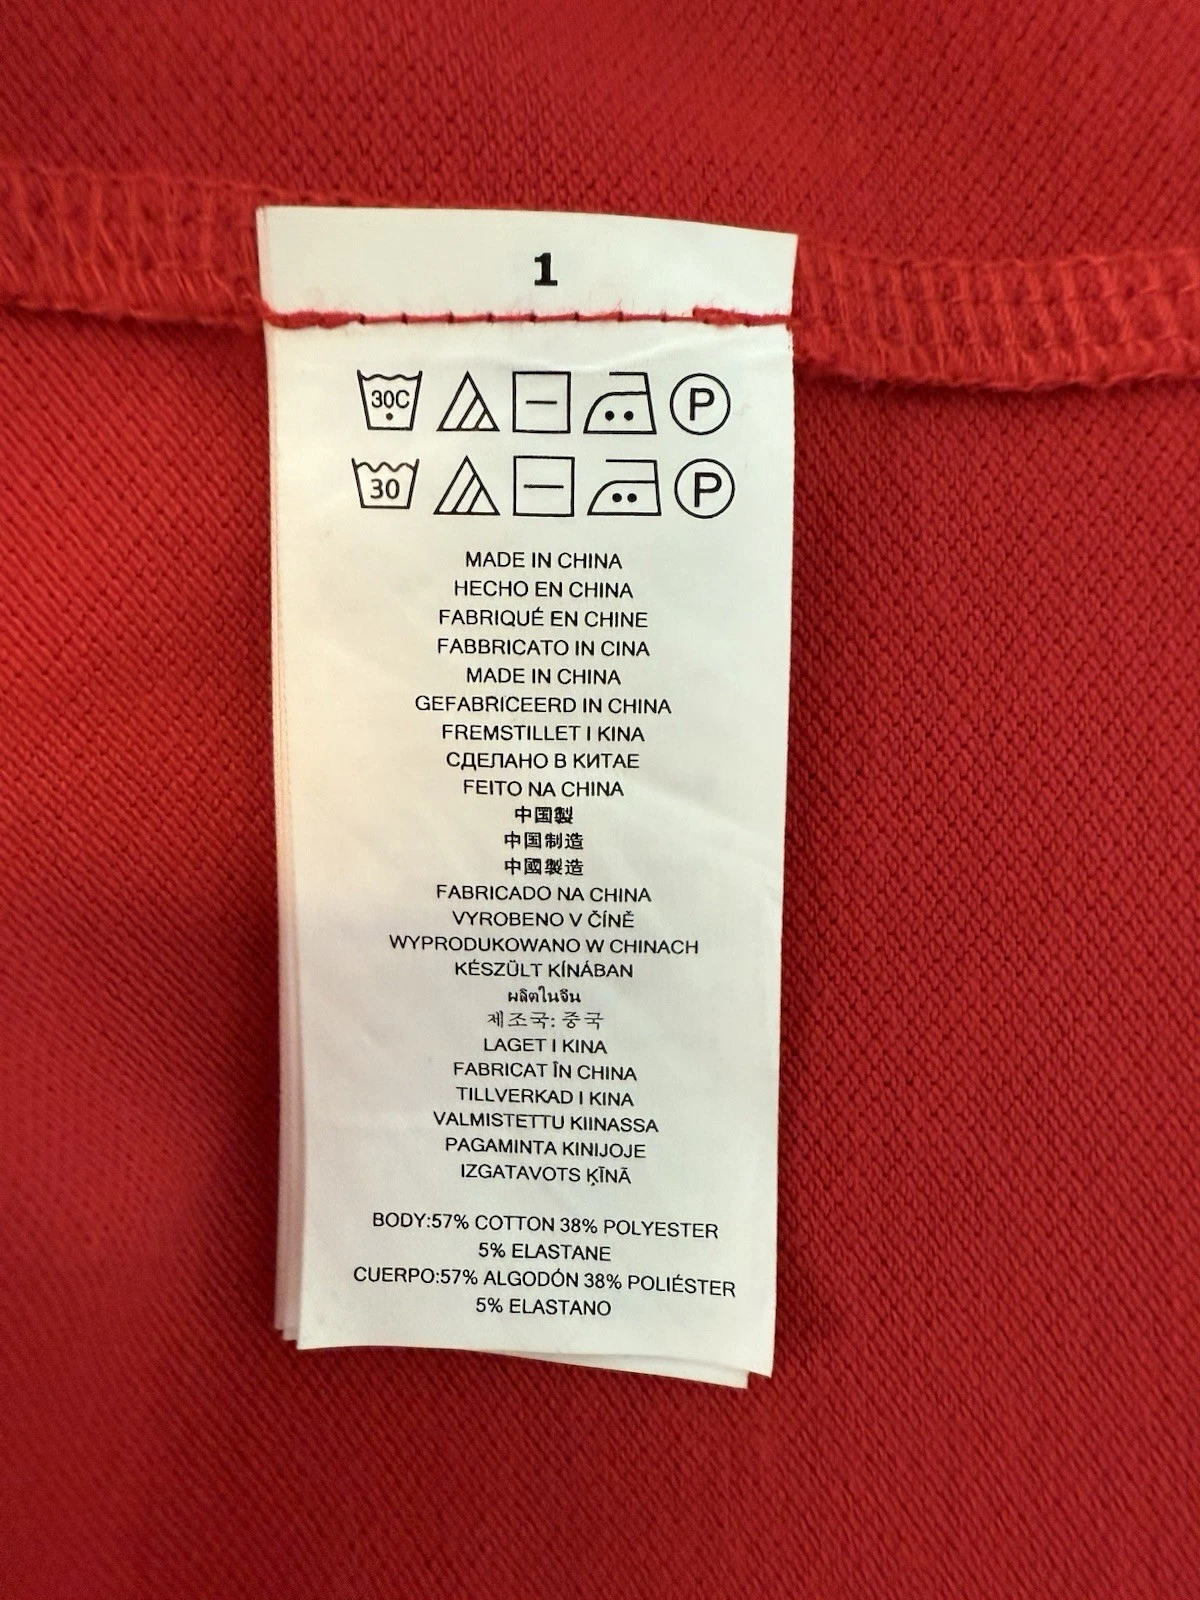 1
30C P
30 P
MADE IN CHINA
HECHO EN CHINA
FABRIQUÉ EN CHINE
FABBRICATO IN CINA
MADE IN CHINA
GEFABRICEERD IN CHINA
FREMSTILLET I KINA
СДЕЛАНО В КИТАЕ
FEITO NA CHINA
中国製
中国制造
中國製造
FABRICADO NA CHINA
VYROBENO V ČÍNĚ
WYPRODUKOWANO W CHINACH
KÉSZÜLT KÍNÁBAN
ผลิตในจีน
제조국: 중국
LAGET I KINA
FABRICAT ÎN CHINA
TILLVERKAD I KINA
VALMISTETTU KIINASSA
PAGAMINTA KINIJOJE
IZGATAVOTS ĶĪNĀ
BODY:57% COTTON 38% POLYESTER
5% ELASTANE
CUERPO:57% ALGODÓN 38% POLIÉSTER
5% ELASTANO